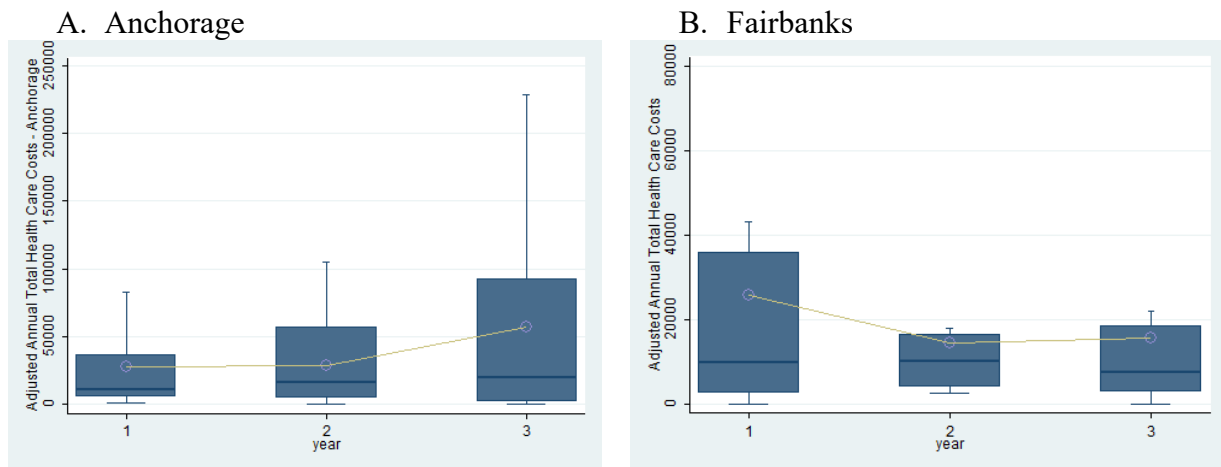 A. Anchorage
Adjusted Annual Total Health Care Costs - Anchorage
250000
200000
150000
100000
50000
0
1
2
3
year
B. Fairbanks
Adjusted Annual Total Health Care Costs
80000
60000
40000
20000
0
1
2
3
year